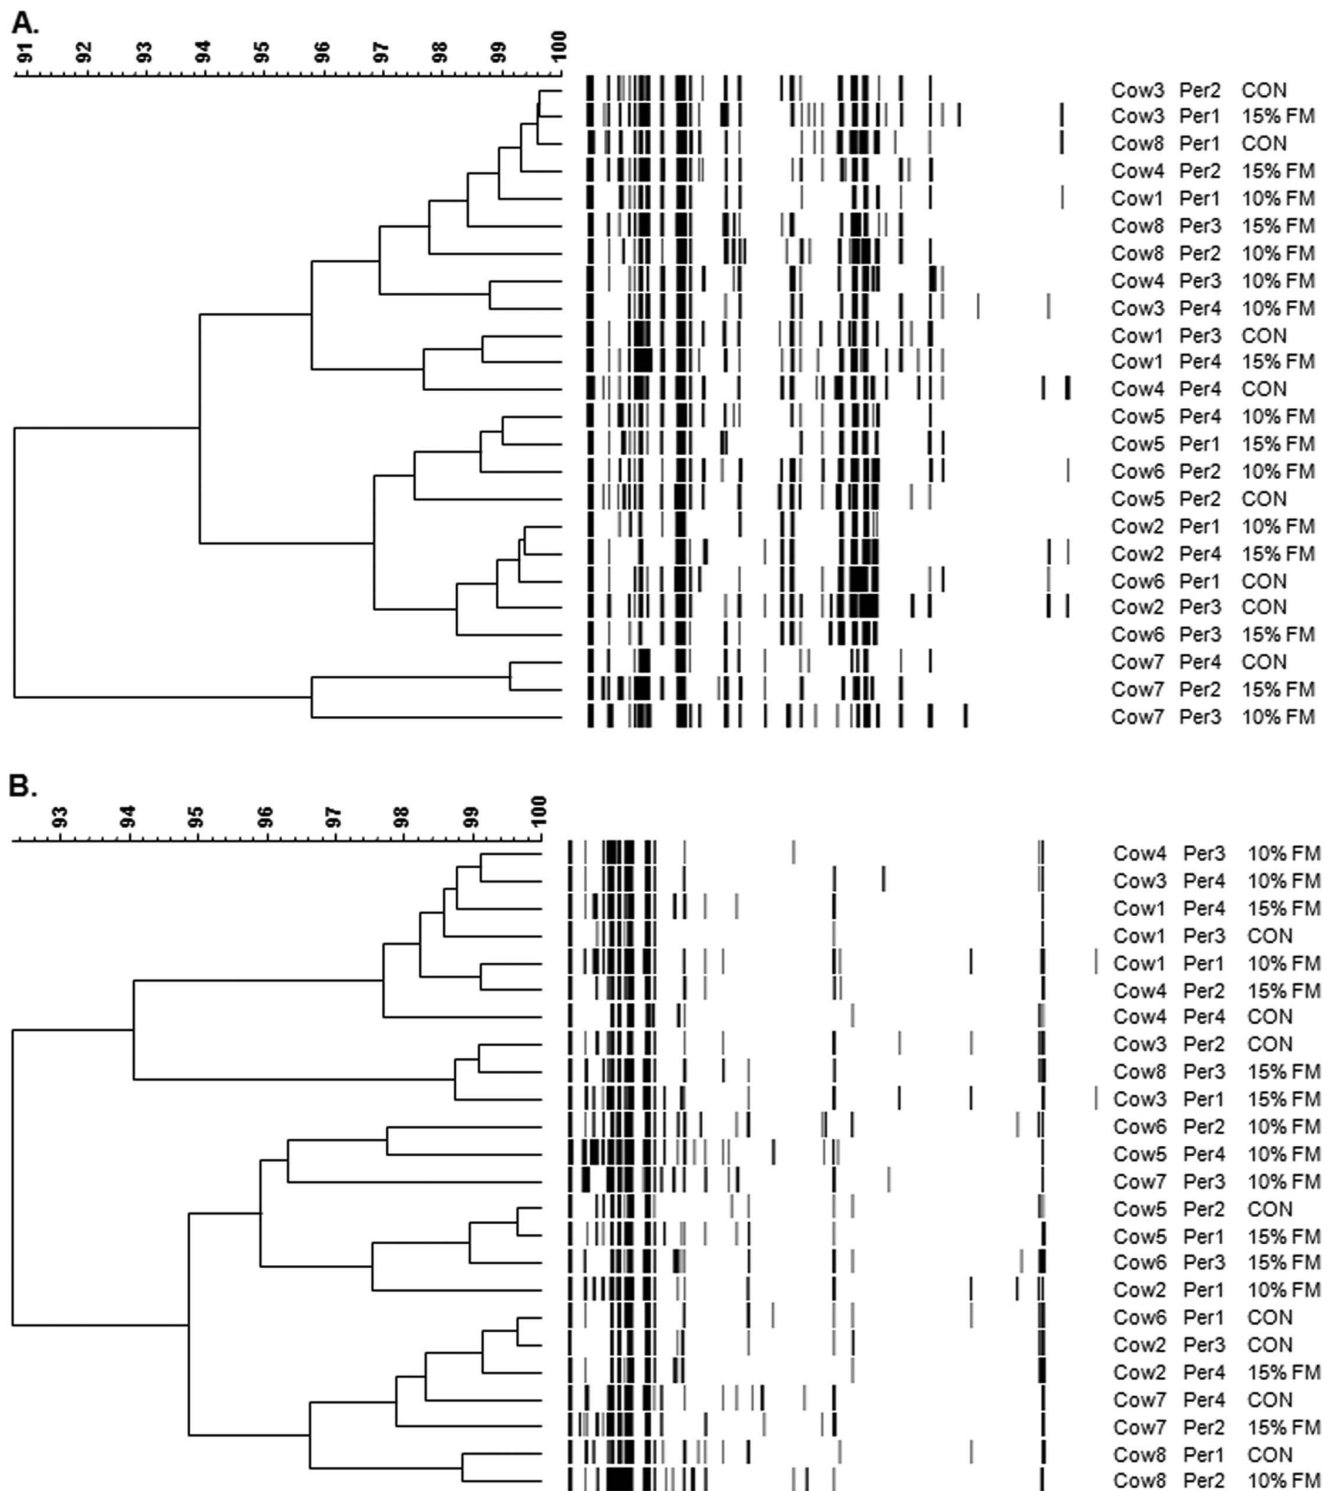 A.
91 92 93 94 95 96 97 98 99 100
Cow3 Per2 CON
Cow3 Per1 15% FM
Cow8 Per1 CON
Cow4 Per2 15% FM
Cow1 Per1 10% FM
Cow8 Per3 15% FM
Cow8 Per2 10% FM
Cow4 Per3 10% FM
Cow3 Per4 10% FM
Cow1 Per3 CON
Cow1 Per4 15% FM
Cow4 Per4 CON
Cow5 Per4 10% FM
Cow5 Per1 15% FM
Cow6 Per2 10% FM
Cow5 Per2 CON
Cow2 Per1 10% FM
Cow2 Per4 15% FM
Cow6 Per1 CON
Cow2 Per3 CON
Cow6 Per3 15% FM
Cow7 Per4 CON
Cow7 Per2 15% FM
Cow7 Per3 10% FM
B.
93 94 95 96 97 98 99 100
Cow4 Per3 10% FM
Cow3 Per4 10% FM
Cow1 Per4 15% FM
Cow1 Per3 CON
Cow1 Per1 10% FM
Cow4 Per2 15% FM
Cow4 Per4 CON
Cow3 Per2 CON
Cow8 Per3 15% FM
Cow3 Per1 15% FM
Cow6 Per2 10% FM
Cow5 Per4 10% FM
Cow7 Per3 10% FM
Cow5 Per2 CON
Cow5 Per1 15% FM
Cow6 Per3 15% FM
Cow2 Per1 10% FM
Cow6 Per1 CON
Cow2 Per3 CON
Cow2 Per4 15% FM
Cow7 Per4 CON
Cow7 Per2 15% FM
Cow8 Per1 CON
Cow8 Per2 10% FM